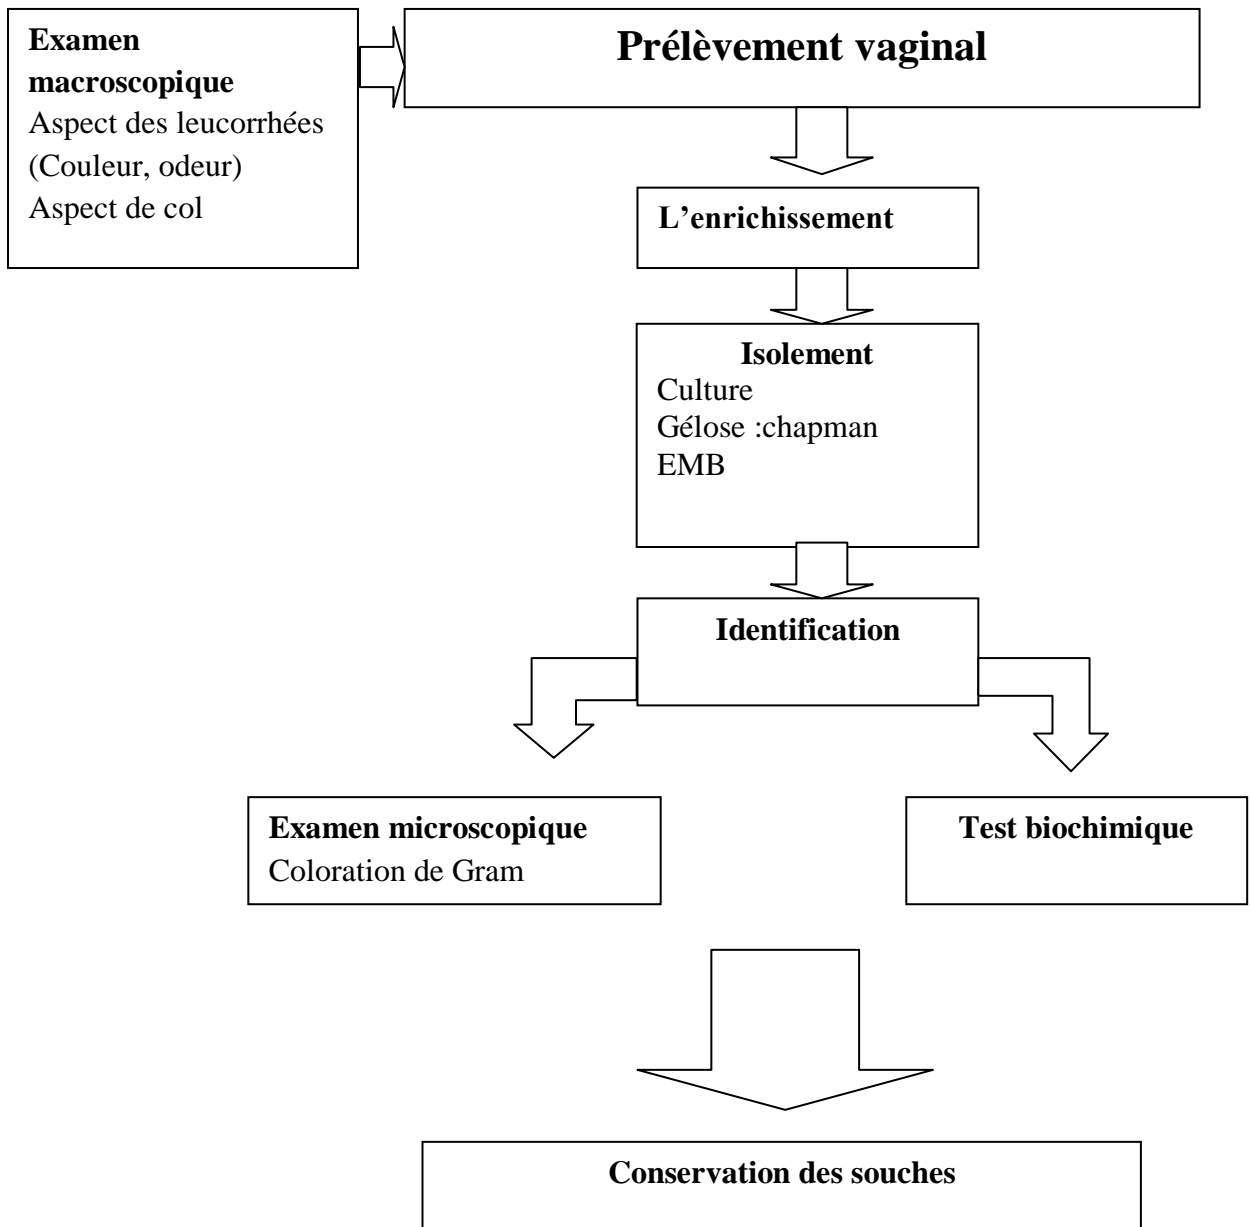 Examen
macroscopique
Aspect des leucorrhées
(Couleur, odeur)
Aspect de col
Prélèvement vaginal
L’enrichissement
Isolement
Culture
Gélose :chapman
EMB
Identification
Examen microscopique
Coloration de Gram
Test biochimique
Conservation des souches